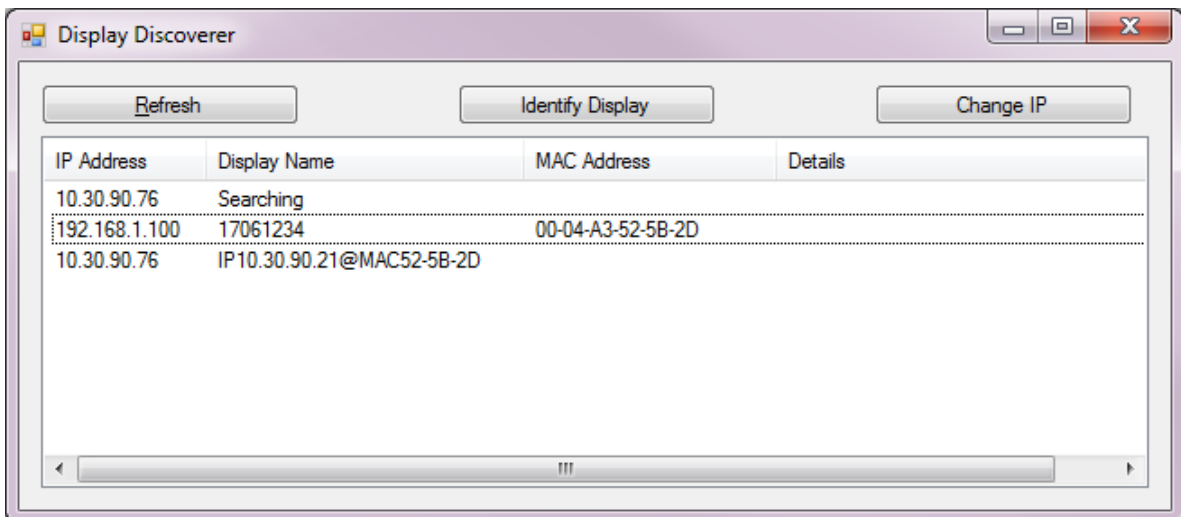 Display Discoverer
Refresh Identify Display Change IP
IP Address Display Name MAC Address Details
10.30.90.76 Searching
192.168.1.100 17061234 00-04-A3-52-5B-2D
10.30.90.76 IP10.30.90.21@MAC52-5B-2D